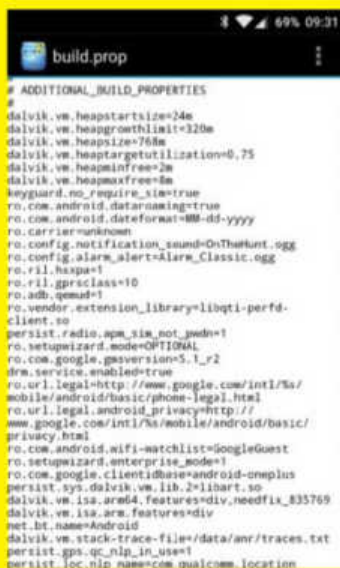 69% 09:31
build.prop
#
# ADDITIONAL_BUILD_PROPERTIES
#
dalvik.vm.heapstartsize=24m
dalvik.vm.heapgrowthlimit=320m
dalvik.vm.heapsize=768m
dalvik.vm.heaptargetutilization=0.75
dalvik.vm.heapminfree=2m
dalvik.vm.heapmaxfree=8m
keyguard.no_require_sim=true
ro.com.android.dataroaming=true
ro.com.android.dateformat=MM-dd-yyyy
ro.carrier=unknown
ro.config.notification_sound=OnTheHunt.ogg
ro.config.alarm_alert=Alarm_Classic.ogg
ro.ril.hsxpa=1
ro.ril.gprsclass=10
ro.adb.qemud=1
ro.vendor.extension_library=libqti-perfd-
client.so
persist.radio.apm_sim_not_pwdn=1
ro.setupwizard.mode=OPTIONAL
ro.com.google.gmsversion=5.1_r2
drm.service.enabled=true
ro.url.legal=http://www.google.com/intl/%s/
mobile/android/basic/phone-legal.html
ro.url.legal.android_privacy=http://
www.google.com/intl/%s/mobile/android/basic/
privacy.html
ro.com.android.wifi-watchlist=GoogleGuest
ro.setupwizard.enterprise_mode=1
ro.com.google.clientidbase=android-oneplus
persist.sys.dalvik.vm.lib.2=libart.so
dalvik.vm.isa.arm64.features=div,needfix_835769
dalvik.vm.isa.arm.features=div
net.bt.name=Android
dalvik.vm.stack-trace-file=/data/anr/traces.txt
persist.gps.qc_nlp_in_use=1
persist.loc.nlp_name=com.qualcomm.location